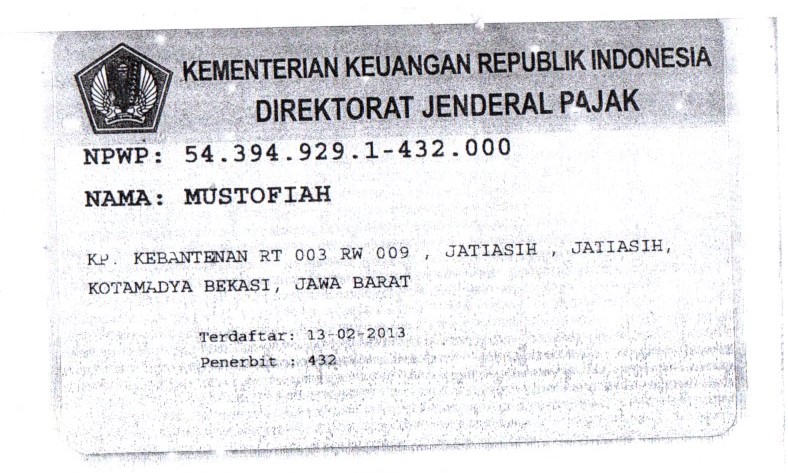 KEMENTERIAN KEUANGAN REPUBLIK INDONESIA
DIREKTORAT JENDERAL PAJAK
NPWP: 54.394.929.1-432.000
NAMA: MUSTOFIAH
KP. KEBANTENAN RT 003 RW 009 , JATIASIH , JATIASIH,
KOTAMADYA BEKASI, JAWA BARAT
Terdaftar: 13-02-2013
Penerbit : 432